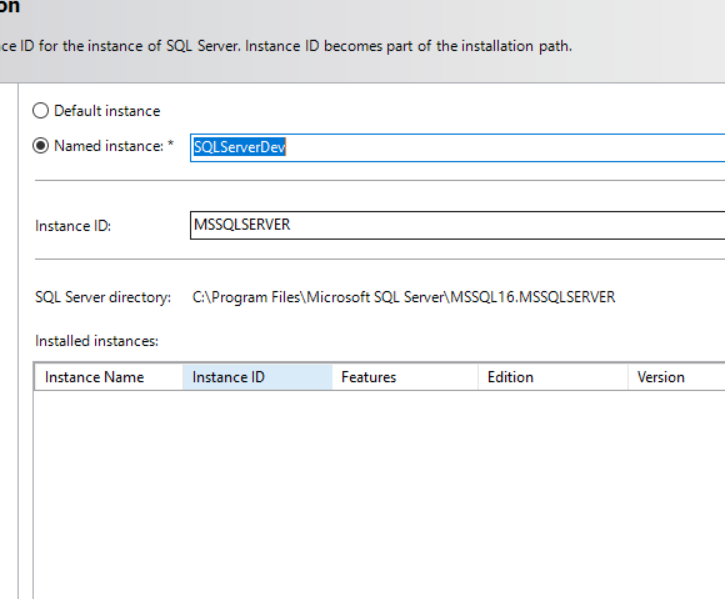 ce ID for the instance of SQL Server. Instance ID becomes part of the installation path.
Default instance
Named instance: * SQLServerDev
Instance ID: MSSQLSERVER
SQL Server directory: C:\Program Files\Microsoft SQL Server\MSSQL16.MSSQLSERVER
Installed instances:
Instance Name Instance ID Features Edition Version